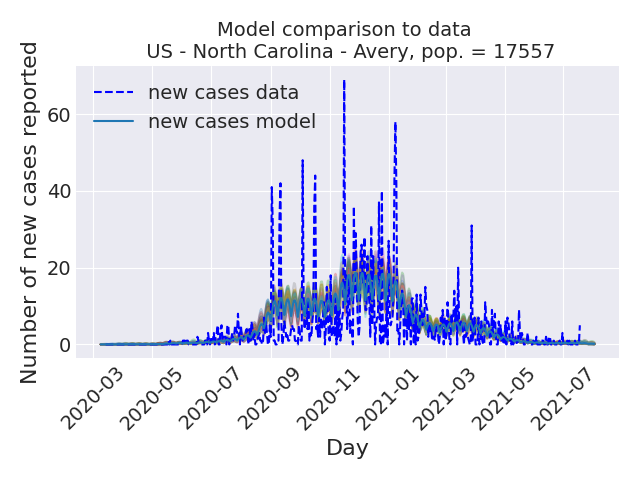 Model comparison to data
US - North Carolina - Avery, pop. = 17557
Number of new cases reported
new cases data
new cases model
60
40
20
0
2020-03
2020-05
2020-07
2020-09
2020-11
2021-01
2021-03
2021-05
2021-07
Day